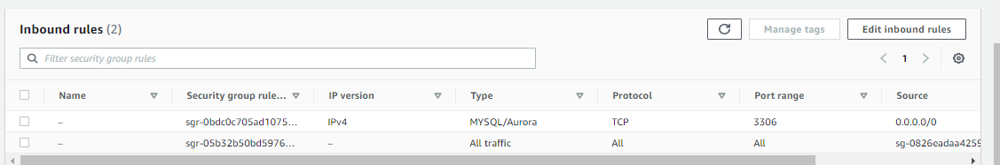 Inbound rules (2)
Manage tags
Edit inbound rules
Filter security group rules
1
Name Security group rule... IP version Type Protocol Port range Source
– sgr-0bdc0c705ad1075... IPv4 MYSQL/Aurora TCP 3306 0.0.0.0/0
– sgr-05b32b50bd5976... – All traffic All All sg-0826eadaa4259